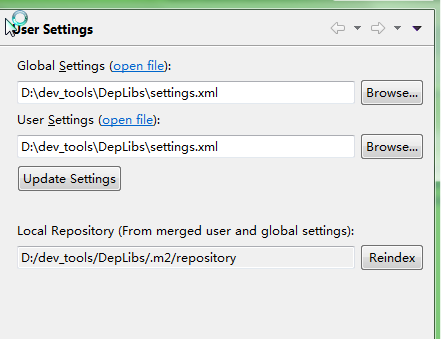 User Settings
Global Settings (open file):
D:\dev_tools\DepLibs\settings.xml
Browse...
User Settings (open file):
D:\dev_tools\DepLibs\settings.xml
Browse...
Update Settings
Local Repository (From merged user and global settings):
D:/dev_tools/DepLibs/.m2/repository
Reindex